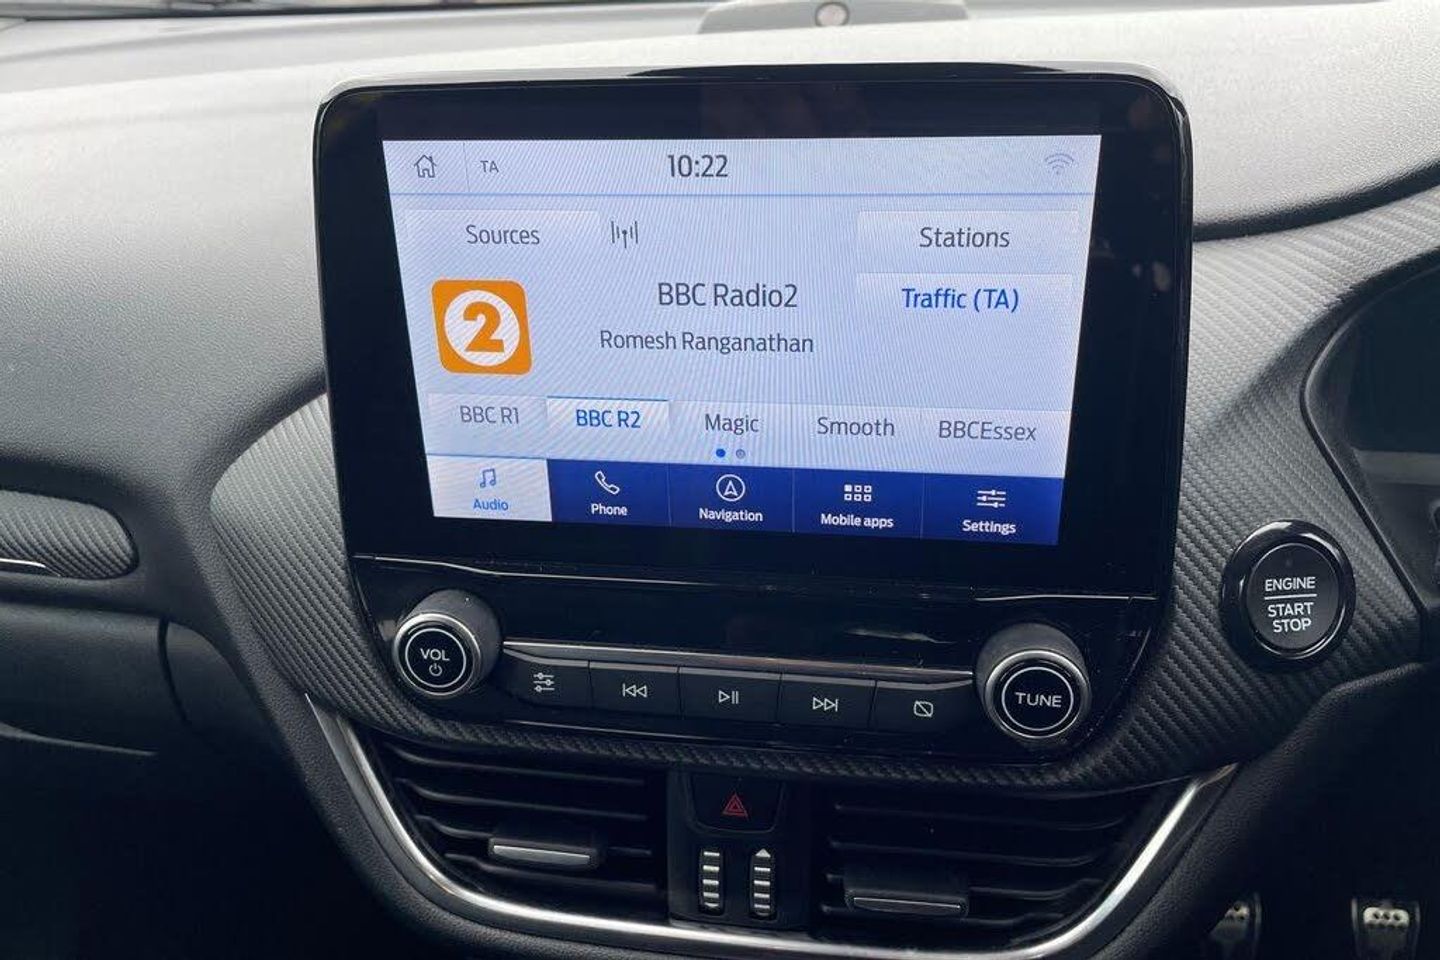 TA 10:22
Sources Stations
BBC Radio2 Traffic (TA)
2
Romesh Ranganathan
BBC R1 BBC R2 Magic Smooth BBCEssex
Audio Phone Navigation Mobile apps Settings
ENGINE
START
STOP
VOL
TUNE